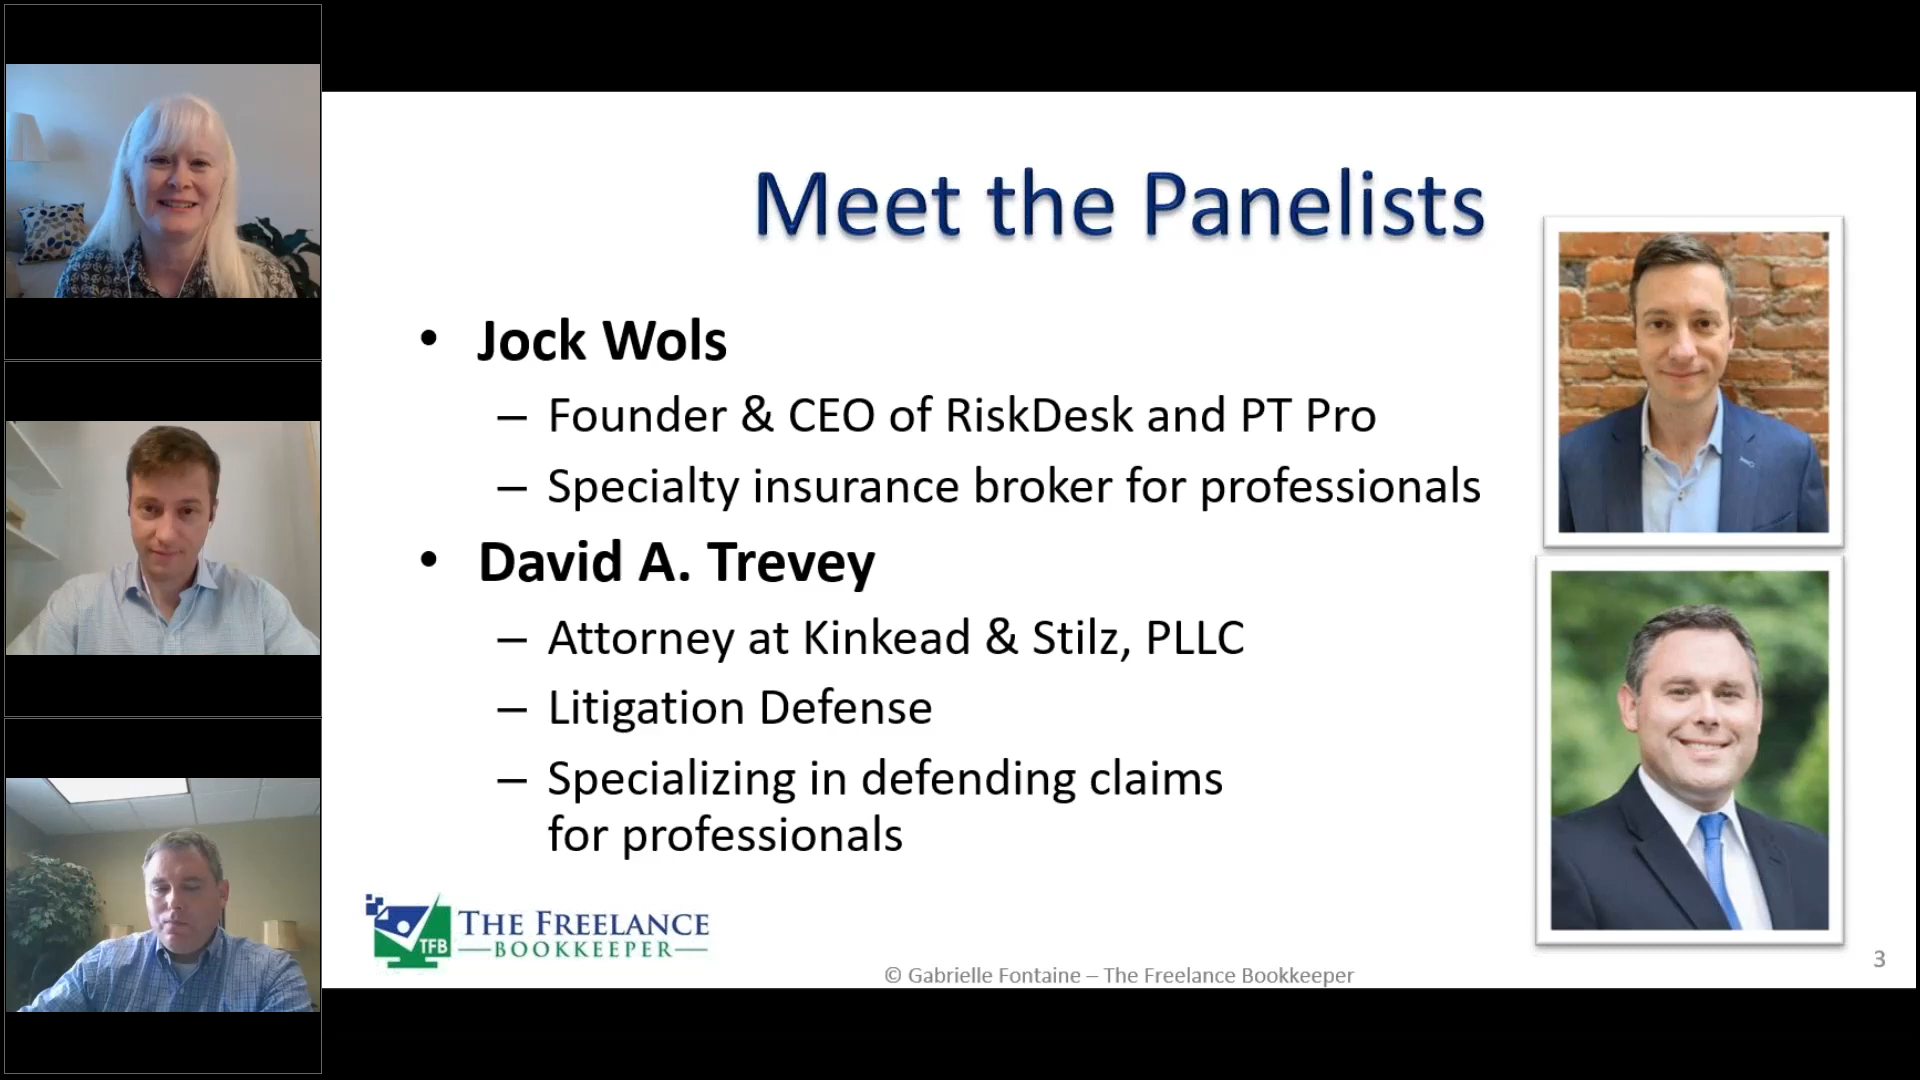 Meet the Panelists
• Jock Wols
– Founder & CEO of RiskDesk and PT Pro
– Specialty insurance broker for professionals
• David A. Trevey
– Attorney at Kinkead & Stilz, PLLC
– Litigation Defense
– Specializing in defending claims
for professionals
TFB
THE FREELANCE
BOOKKEEPER
© Gabrielle Fontaine – The Freelance Bookkeeper
3